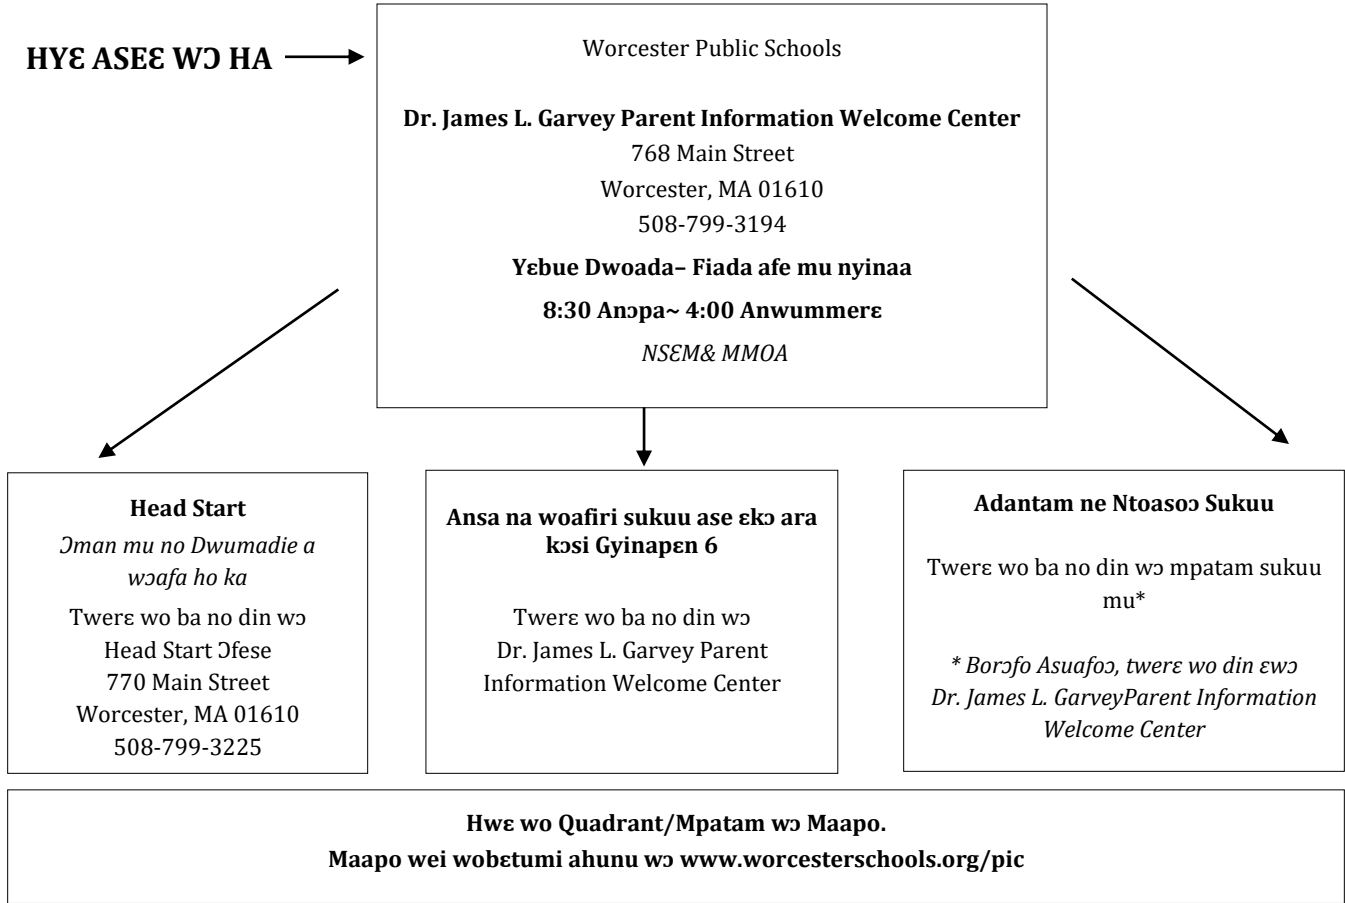 HYƐ ASEƐ WƆ HA
Worcester Public Schools
Dr. James L. Garvey Parent Information Welcome Center
768 Main Street
Worcester, MA 01610
508-799-3194
Yɛbue Dwoada– Fiada afe mu nyinaa
8:30 Anɔpa~ 4:00 Anwummerɛ
NSƐM& MMOA
Head Start
Ɔman mu no Dwumadie a
wɔafa ho ka
Twerɛ wo ba no din wɔ
Head Start Ɔfese
770 Main Street
Worcester, MA 01610
508-799-3225
Ansa na woafiri sukuu ase ɛkɔ ara
kɔsi Gyinapɛn 6
Twerɛ wo ba no din wɔ
Dr. James L. Garvey Parent
Information Welcome Center
Adantam ne Ntoasoɔ Sukuu
Twerɛ wo ba no din wɔ mpatam sukuu
mu*
* Borɔfo Asuafoɔ, twerɛ wo din ɛwɔ
Dr. James L. GarveyParent Information
Welcome Center
Hwɛ wo Quadrant/Mpatam wɔ Maapo.
Maapo wei wobɛtumi ahunu wɔ www.worcesterschools.org/pic